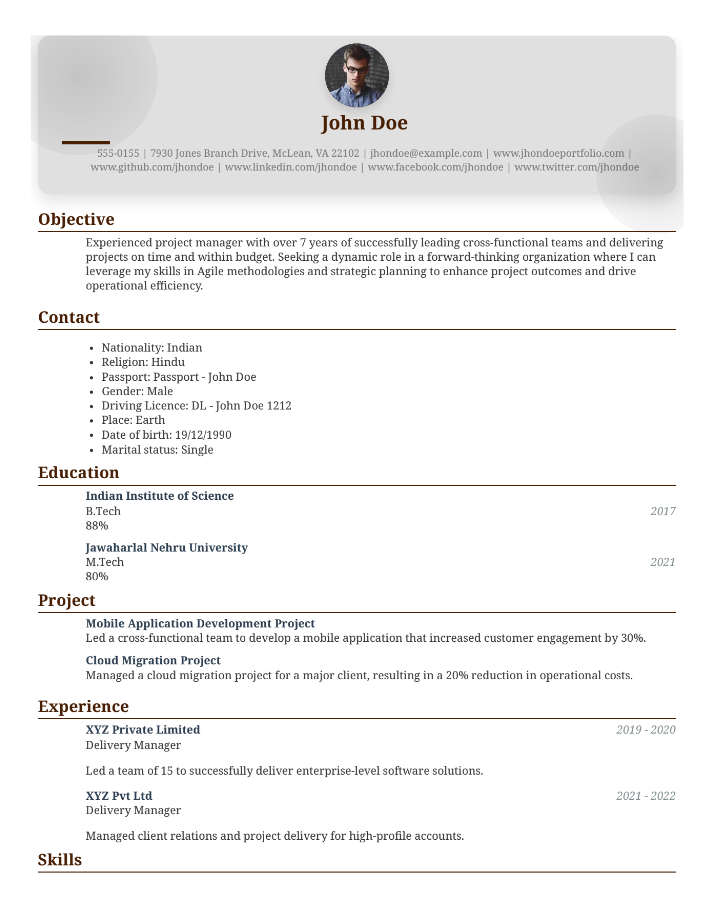 John Doe
555-0155 | 7930 Jones Branch Drive, McLean, VA 22102 | jhondoe@example.com | www.jhondoeportfolio.com |
www.github.com/jhondoe | www.linkedin.com/jhondoe | www.facebook.com/jhondoe | www.twitter.com/jhondoe
Objective
Experienced project manager with over 7 years of successfully leading cross-functional teams and delivering
projects on time and within budget. Seeking a dynamic role in a forward-thinking organization where I can
leverage my skills in Agile methodologies and strategic planning to enhance project outcomes and drive
operational efficiency.
Contact
• Nationality: Indian
• Religion: Hindu
• Passport: Passport - John Doe
• Gender: Male
• Driving Licence: DL - John Doe 1212
• Place: Earth
• Date of birth: 19/12/1990
• Marital status: Single
Education
Indian Institute of Science
B.Tech 2017
88%
Jawaharlal Nehru University
M.Tech 2021
80%
Project
Mobile Application Development Project
Led a cross-functional team to develop a mobile application that increased customer engagement by 30%.
Cloud Migration Project
Managed a cloud migration project for a major client, resulting in a 20% reduction in operational costs.
Experience
XYZ Private Limited 2019 - 2020
Delivery Manager
Led a team of 15 to successfully deliver enterprise-level software solutions.
XYZ Pvt Ltd 2021 - 2022
Delivery Manager
Managed client relations and project delivery for high-profile accounts.
Skills